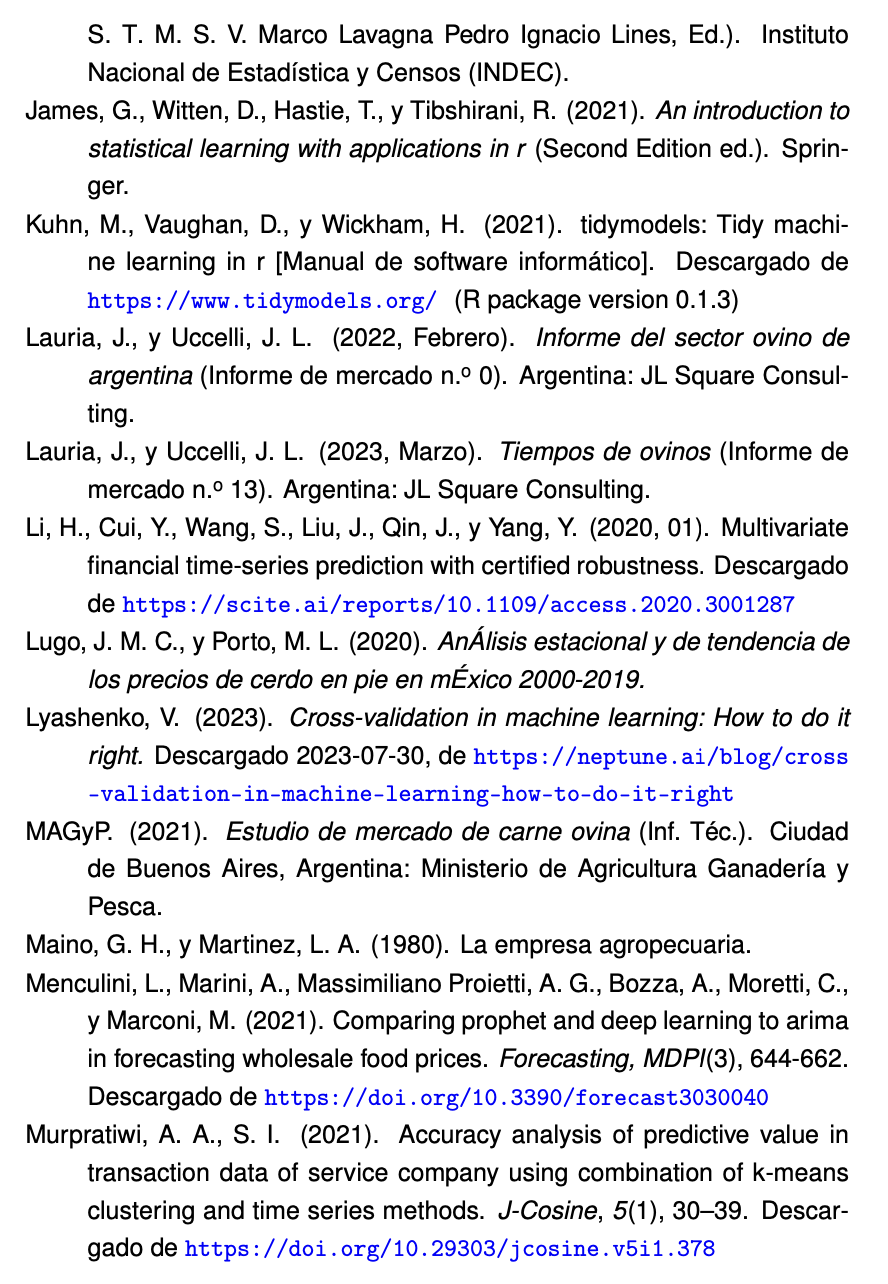 S. T. M. S. V. Marco Lavagna Pedro Ignacio Lines, Ed.). Instituto
Nacional de Estadística y Censos (INDEC).
James, G., Witten, D., Hastie, T., y Tibshirani, R. (2021). An introduction to
statistical learning with applications in r (Second Edition ed.). Sprin-
ger.
Kuhn, M., Vaughan, D., y Wickham, H. (2021). tidymodels: Tidy machi-
ne learning in r [Manual de software informático]. Descargado de
https://www.tidymodels.org/ (R package version 0.1.3)
Lauria, J., y Uccelli, J. L. (2022, Febrero). Informe del sector ovino de
argentina (Informe de mercado n.º 0). Argentina: JL Square Consul-
ting.
Lauria, J., y Uccelli, J. L. (2023, Marzo). Tiempos de ovinos (Informe de
mercado n.º 13). Argentina: JL Square Consulting.
Li, H., Cui, Y., Wang, S., Liu, J., Qin, J., y Yang, Y. (2020, 01). Multivariate
financial time-series prediction with certified robustness. Descargado
de https://scite.ai/reports/10.1109/access.2020.3001287
Lugo, J. M. C., y Porto, M. L. (2020). AnÁlisis estacional y de tendencia de
los precios de cerdo en pie en mÉxico 2000-2019.
Lyashenko, V. (2023). Cross-validation in machine learning: How to do it
right. Descargado 2023-07-30, de https://neptune.ai/blog/cross
-validation-in-machine-learning-how-to-do-it-right
MAGyP. (2021). Estudio de mercado de carne ovina (Inf. Téc.). Ciudad
de Buenos Aires, Argentina: Ministerio de Agricultura Ganadería y
Pesca.
Maino, G. H., y Martinez, L. A. (1980). La empresa agropecuaria.
Menculini, L., Marini, A., Massimiliano Proietti, A. G., Bozza, A., Moretti, C.,
y Marconi, M. (2021). Comparing prophet and deep learning to arima
in forecasting wholesale food prices. Forecasting, MDPI(3), 644-662.
Descargado de https://doi.org/10.3390/forecast3030040
Murpratiwi, A. A., S. I. (2021). Accuracy analysis of predictive value in
transaction data of service company using combination of k-means
clustering and time series methods. J-Cosine, 5(1), 30–39. Descar-
gado de https://doi.org/10.29303/jcosine.v5i1.378